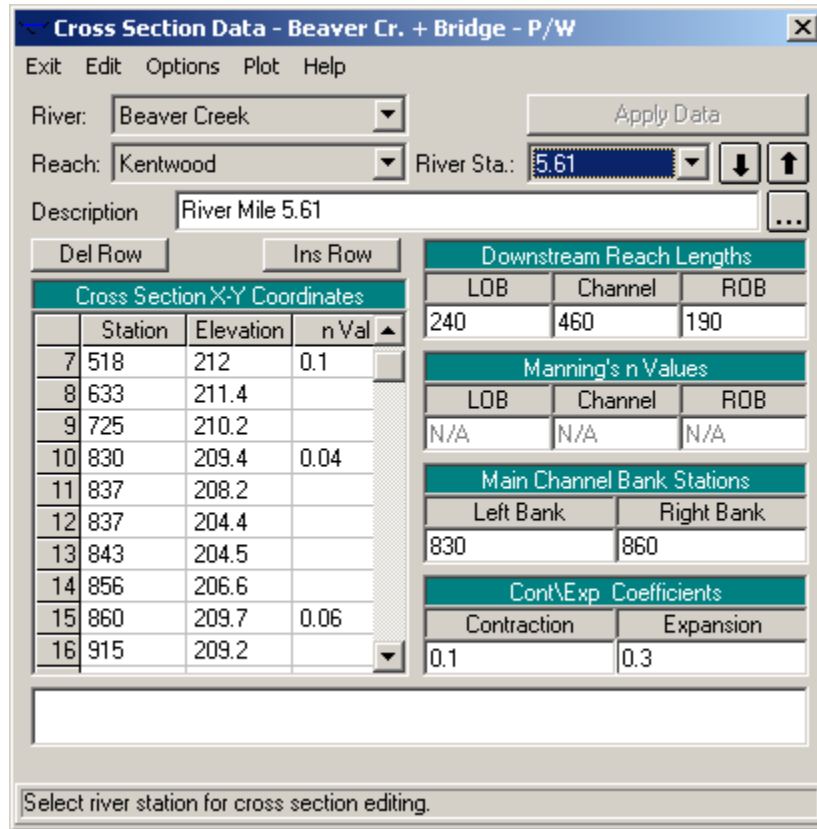 Cross Section Data - Beaver Cr. + Bridge - P/W
Exit Edit Options Plot Help
River: Beaver Creek Apply Data
Reach: Kentwood River Sta.: 5.61
Description River Mile 5.61 ...
Del Row Ins Row
Cross Section X-Y Coordinates
Station Elevation n Val
7 518 212 0.1
8 633 211.4
9 725 210.2
10 830 209.4 0.04
11 837 208.2
12 837 204.4
13 843 204.5
14 856 206.6
15 860 209.7 0.06
16 915 209.2
Downstream Reach Lengths
LOB Channel ROB
240 460 190
Manning's n Values
LOB Channel ROB
N/A N/A N/A
Main Channel Bank Stations
Left Bank Right Bank
830 860
Cont\Exp Coefficients
Contraction Expansion
0.1 0.3
Select river station for cross section editing.